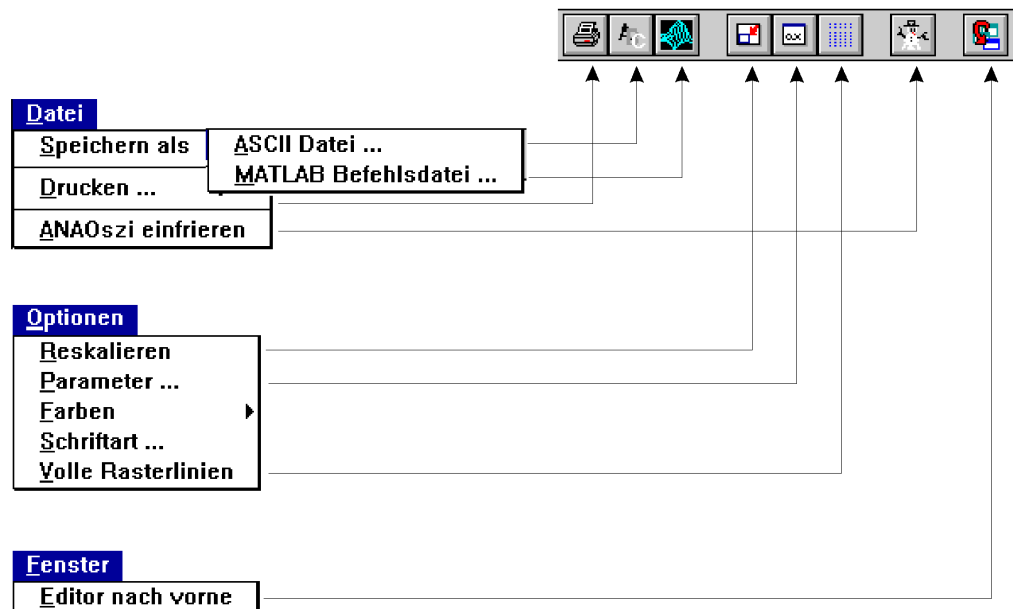 Datei
Speichern als
ASCII Datei ...
MATLAB Befehlsdatei ...
Drucken ...
ANAOszi einfrieren
Optionen
Reskalieren
Parameter ...
Farben
Schriftart ...
Volle Rasterlinien
Fenster
Editor nach vorne